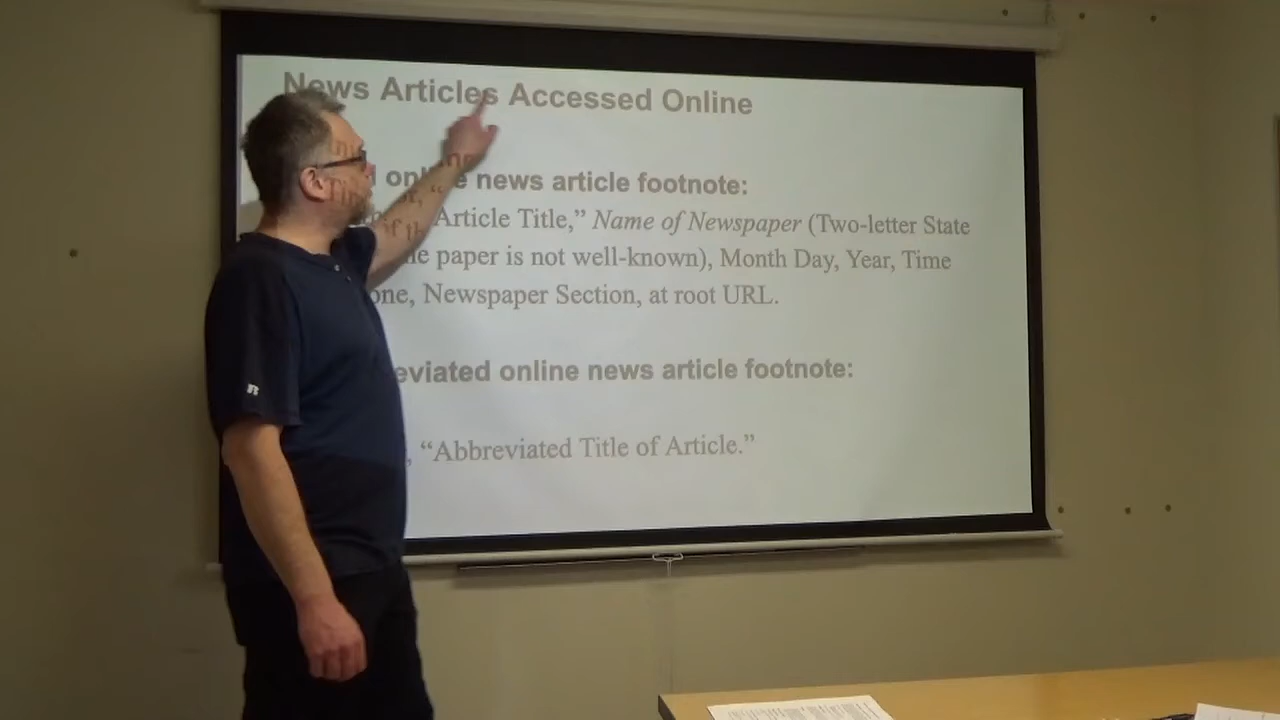 News Articles Accessed Online
online news article footnote:
Article Title,” Name of Newspaper (Two-letter State
paper is not well-known), Month Day, Year, Time
Newspaper Section, at root URL.
online news article footnote:
“Abbreviated Title of Article.”
R